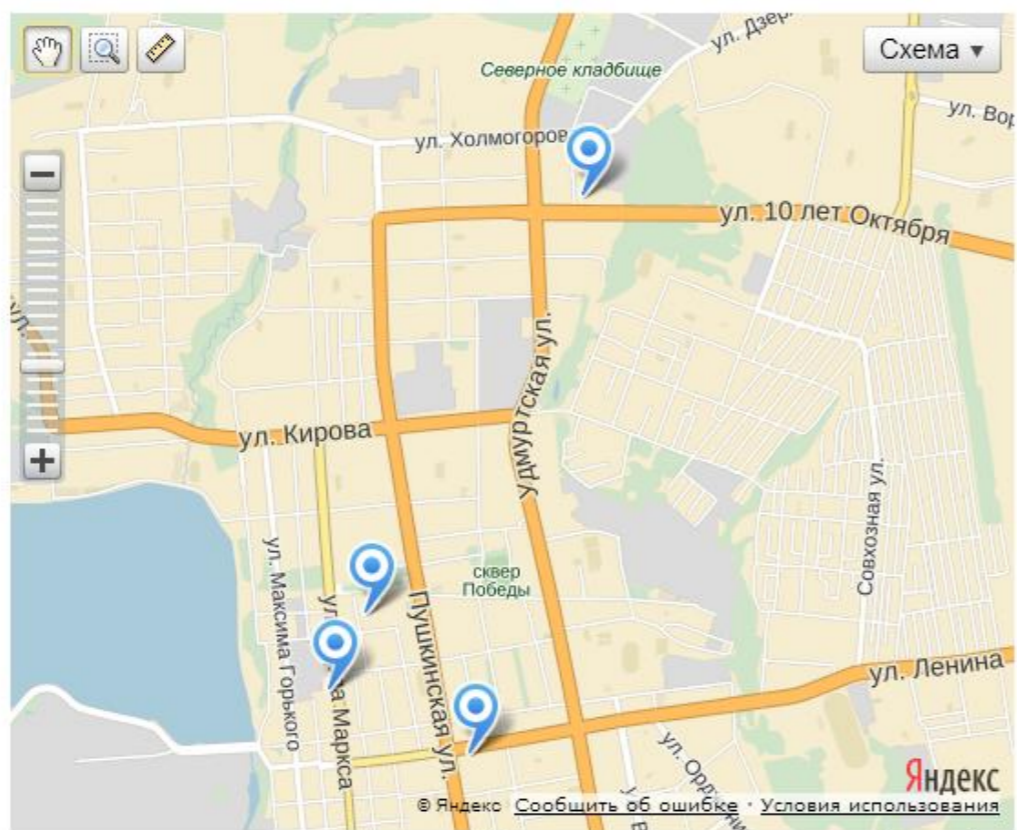 ул. Дзер
Схема ▾
Северное кладбище
ул. Вор
ул. Холмогоров
ул. 10 лет Октября
ул.
Удмуртская ул.
ул. Кирова
Совхозная ул.
ул. Максима Горького
сквер
Победы
Пушкинская ул.
ул. ра Маркса
ул. Ленина
ул. Орд
Яндекс
© Яндекс Сообщить об ошибке · Условия использования